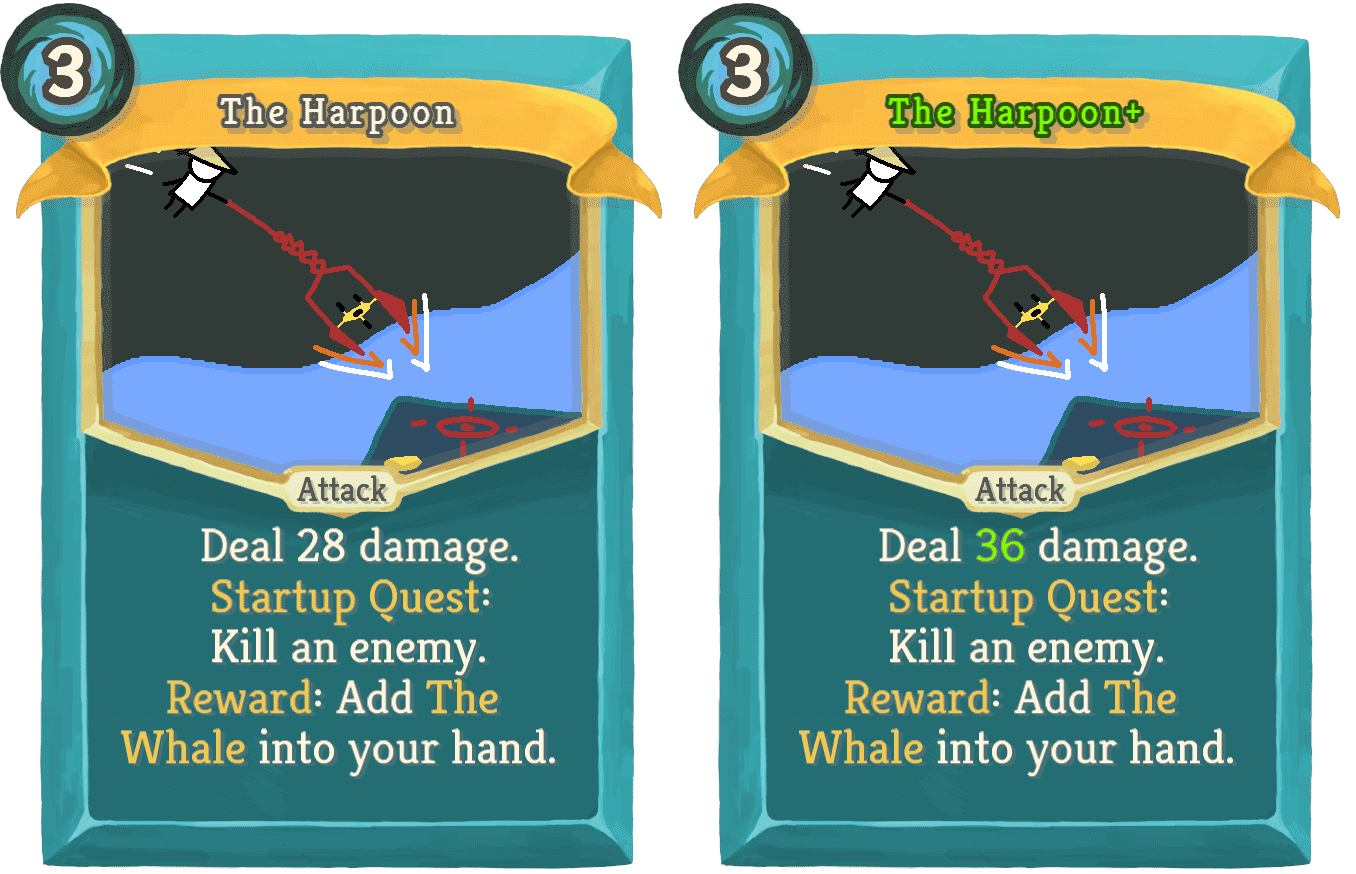 3
The Harpoon
Attack
Deal 28 damage.
Startup Quest:
Kill an enemy.
Reward: Add The
Whale into your hand.
3
The Harpoon+
Attack
Deal 36 damage.
Startup Quest:
Kill an enemy.
Reward: Add The
Whale into your hand.